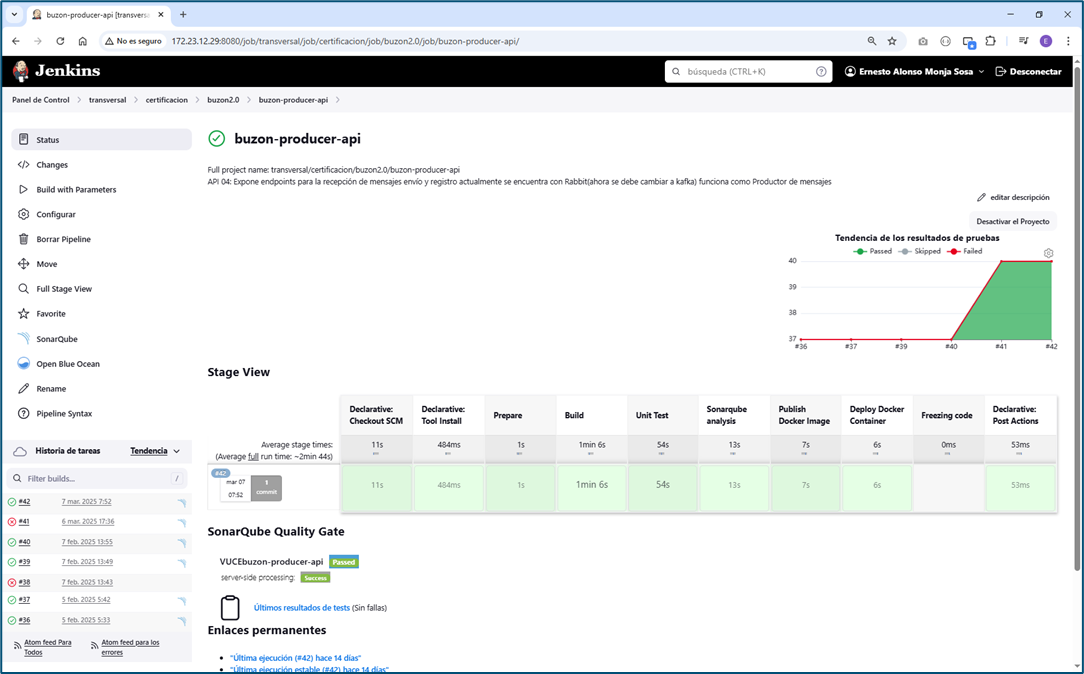 buzon-producer-api [transversa
No es seguro
172.23.12.29:8080/job/transversal/job/certificacion/job/buzon2.0/job/buzon-producer-api/
E
Jenkins
búsqueda (CTRL+K)
Ernesto Alonso Monja Sosa
Desconectar
Panel de Control > transversal > certificacion > buzon2.0 > buzon-producer-api >
Status
Changes
Build with Parameters
Configurar
Borrar Pipeline
Move
Full Stage View
Favorite
SonarQube
Open Blue Ocean
Rename
Pipeline Syntax
Historia de tareas
Tendencia
Filter builds...
/
#42 7 mar. 2025 7:52
#41 6 mar. 2025 17:36
#40 7 feb. 2025 13:55
#39 7 feb. 2025 13:49
#38 7 feb. 2025 13:43
#37 5 feb. 2025 5:42
#36 5 feb. 2025 5:33
Atom feed Para Todos
Atom feed para los errores
buzon-producer-api
Full project name: transversal/certificacion/buzon2.0/buzon-producer-api
API 04: Expone endpoints para la recepción de mensajes envío y registro actualmente se encuentra con Rabbit(ahora se debe cambiar a kafka) funciona como Productor de mensajes
editar descripción
Desactivar el Proyecto
Tendencia de los resultados de pruebas
Passed Skipped Failed
40
39
38
37
#36 #37 #39 #40 #41 #42
Stage View
Declarative: Checkout SCM
Declarative: Tool Install
Prepare
Build
Unit Test
Sonarqube analysis
Publish Docker Image
Deploy Docker Container
Freezing code
Declarative: Post Actions
Average stage times:
(Average full run time: ~2min 44s)
11s 484ms 1s 1min 6s 54s 13s 7s 6s 0ms 53ms
#42
mar 07
07:52
1
commit
11s 484ms 1s 1min 6s 54s 13s 7s 6s 53ms
SonarQube Quality Gate
VUCEbuzon-producer-api Passed
server-side processing: Success
Últimos resultados de tests (Sin fallas)
Enlaces permanentes
"Última ejecución (#42) hace 14 días"
"Última ejecución estable (#42) hace 14 días"